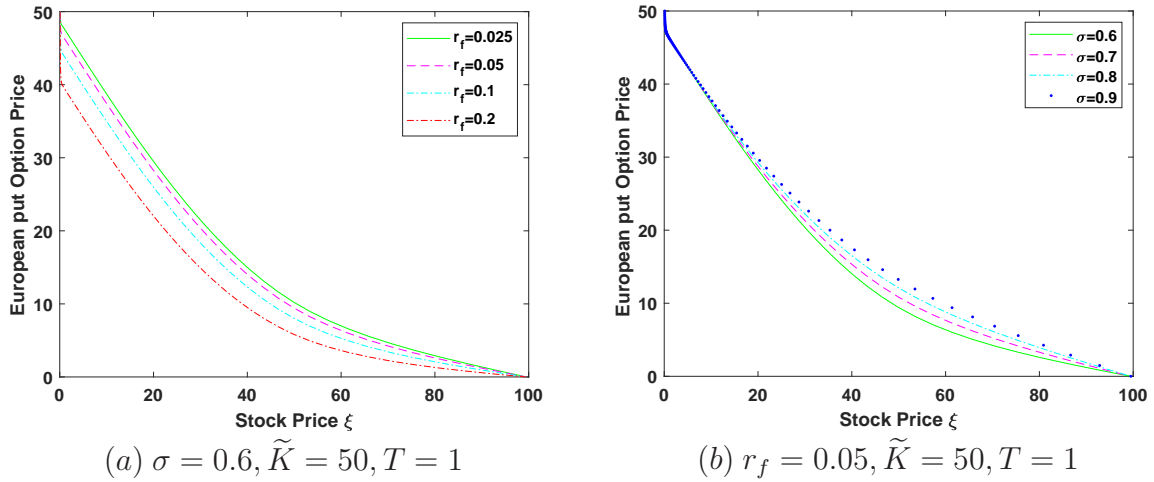 50
40
30
20
10
0
European put Option Price
0 20 40 60 80 100
Stock Price ξ
r_f=0.025
r_f=0.05
r_f=0.1
r_f=0.2
(a) σ = 0.6, K̃ = 50, T = 1
50
40
30
20
10
0
European put Option Price
0 20 40 60 80 100
Stock Price ξ
σ=0.6
σ=0.7
σ=0.8
σ=0.9
(b) r_f = 0.05, K̃ = 50, T = 1